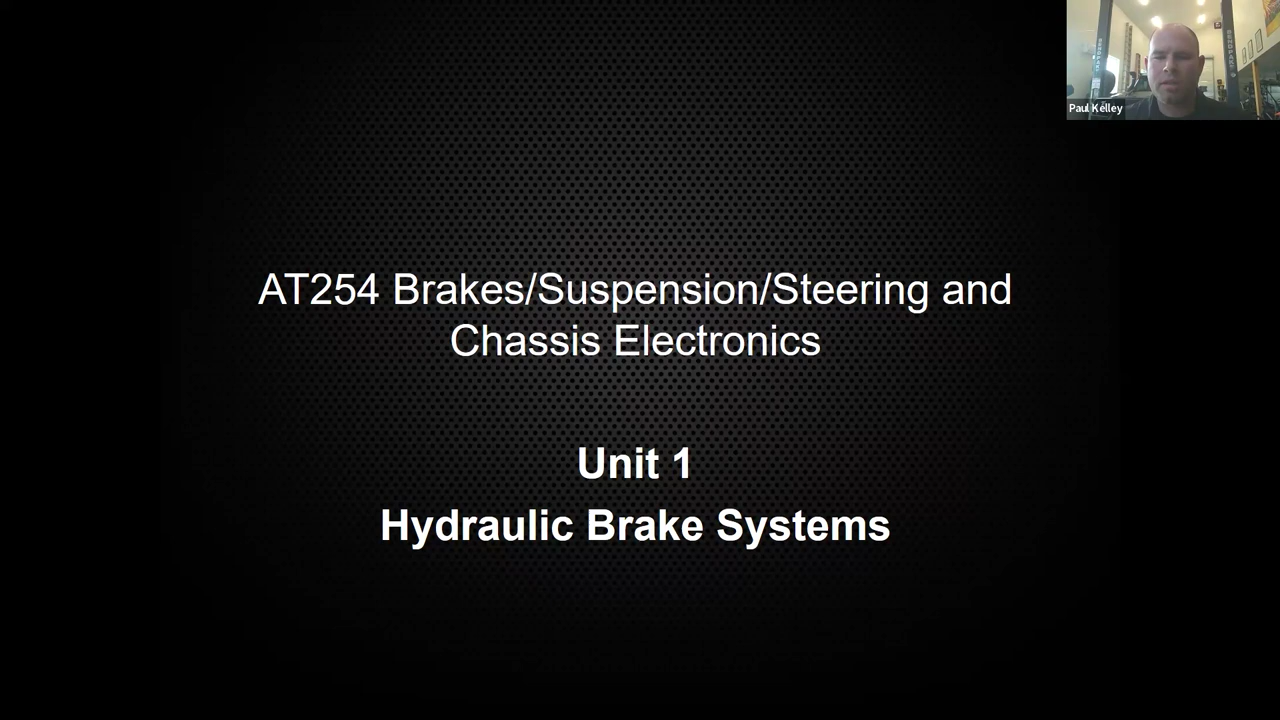 AT254 Brakes/Suspension/Steering and
Chassis Electronics
Unit 1
Hydraulic Brake Systems
Paul Kelley